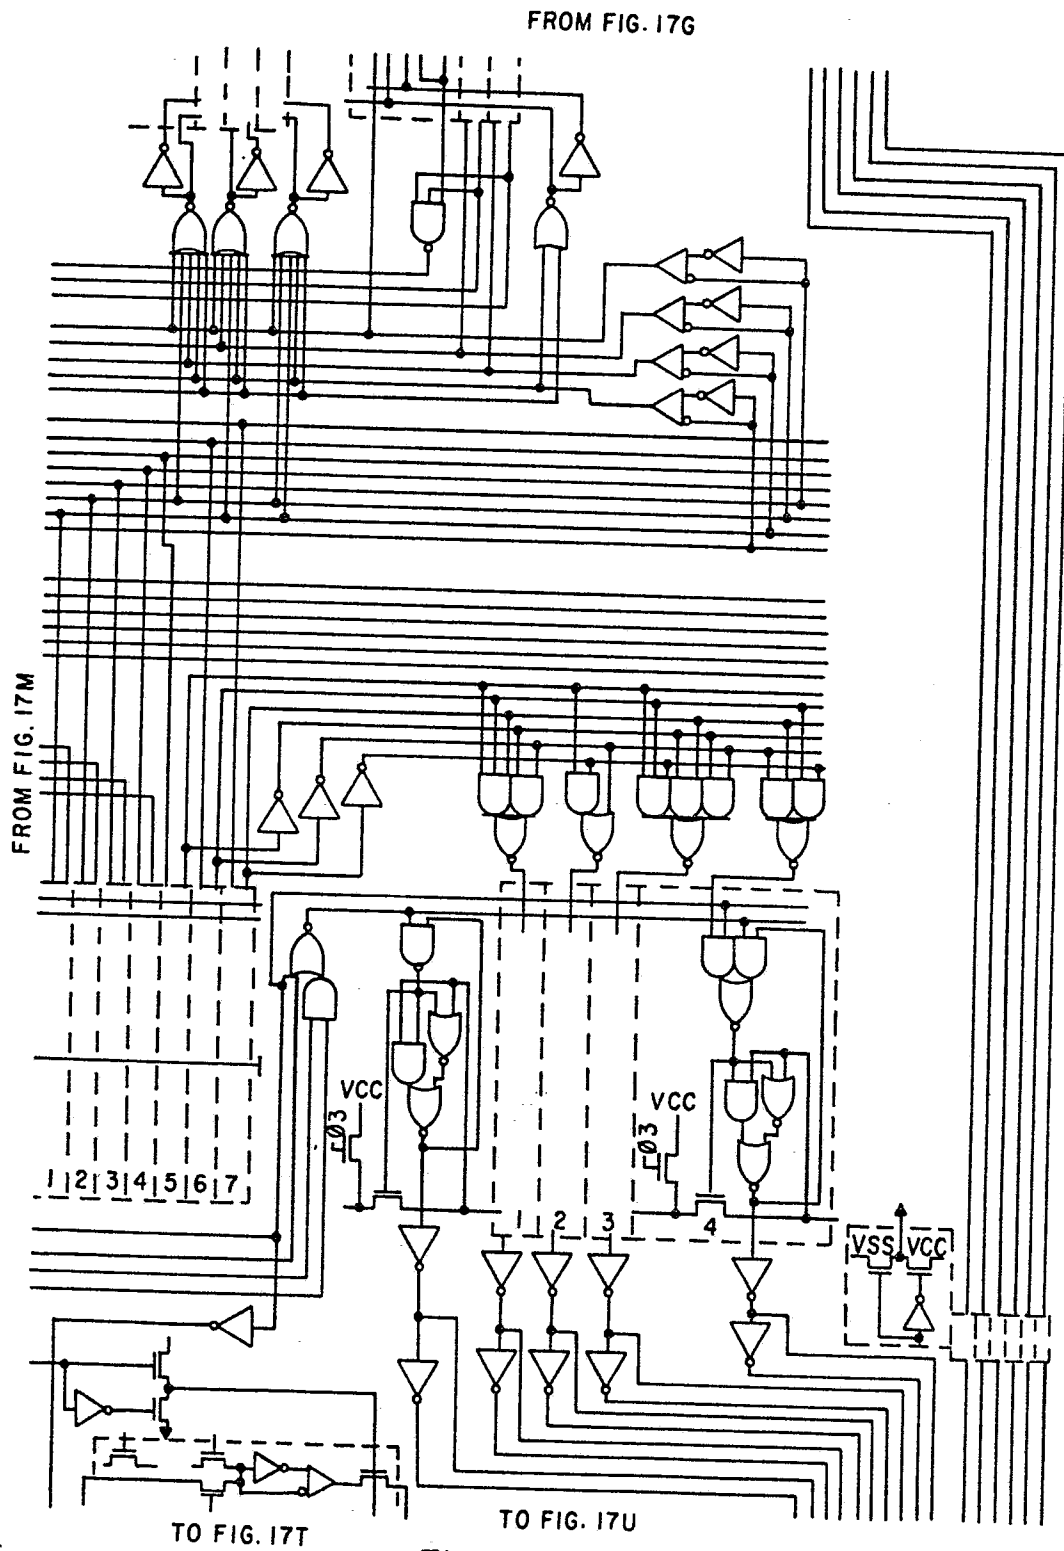 FROM FIG. 17G
FROM FIG. 17M
VCC
Ø3
VCC
Ø3
1 2 3 4 5 6 7
1 2 3 4
VSS VCC
TO FIG. 17T
TO FIG. 17U